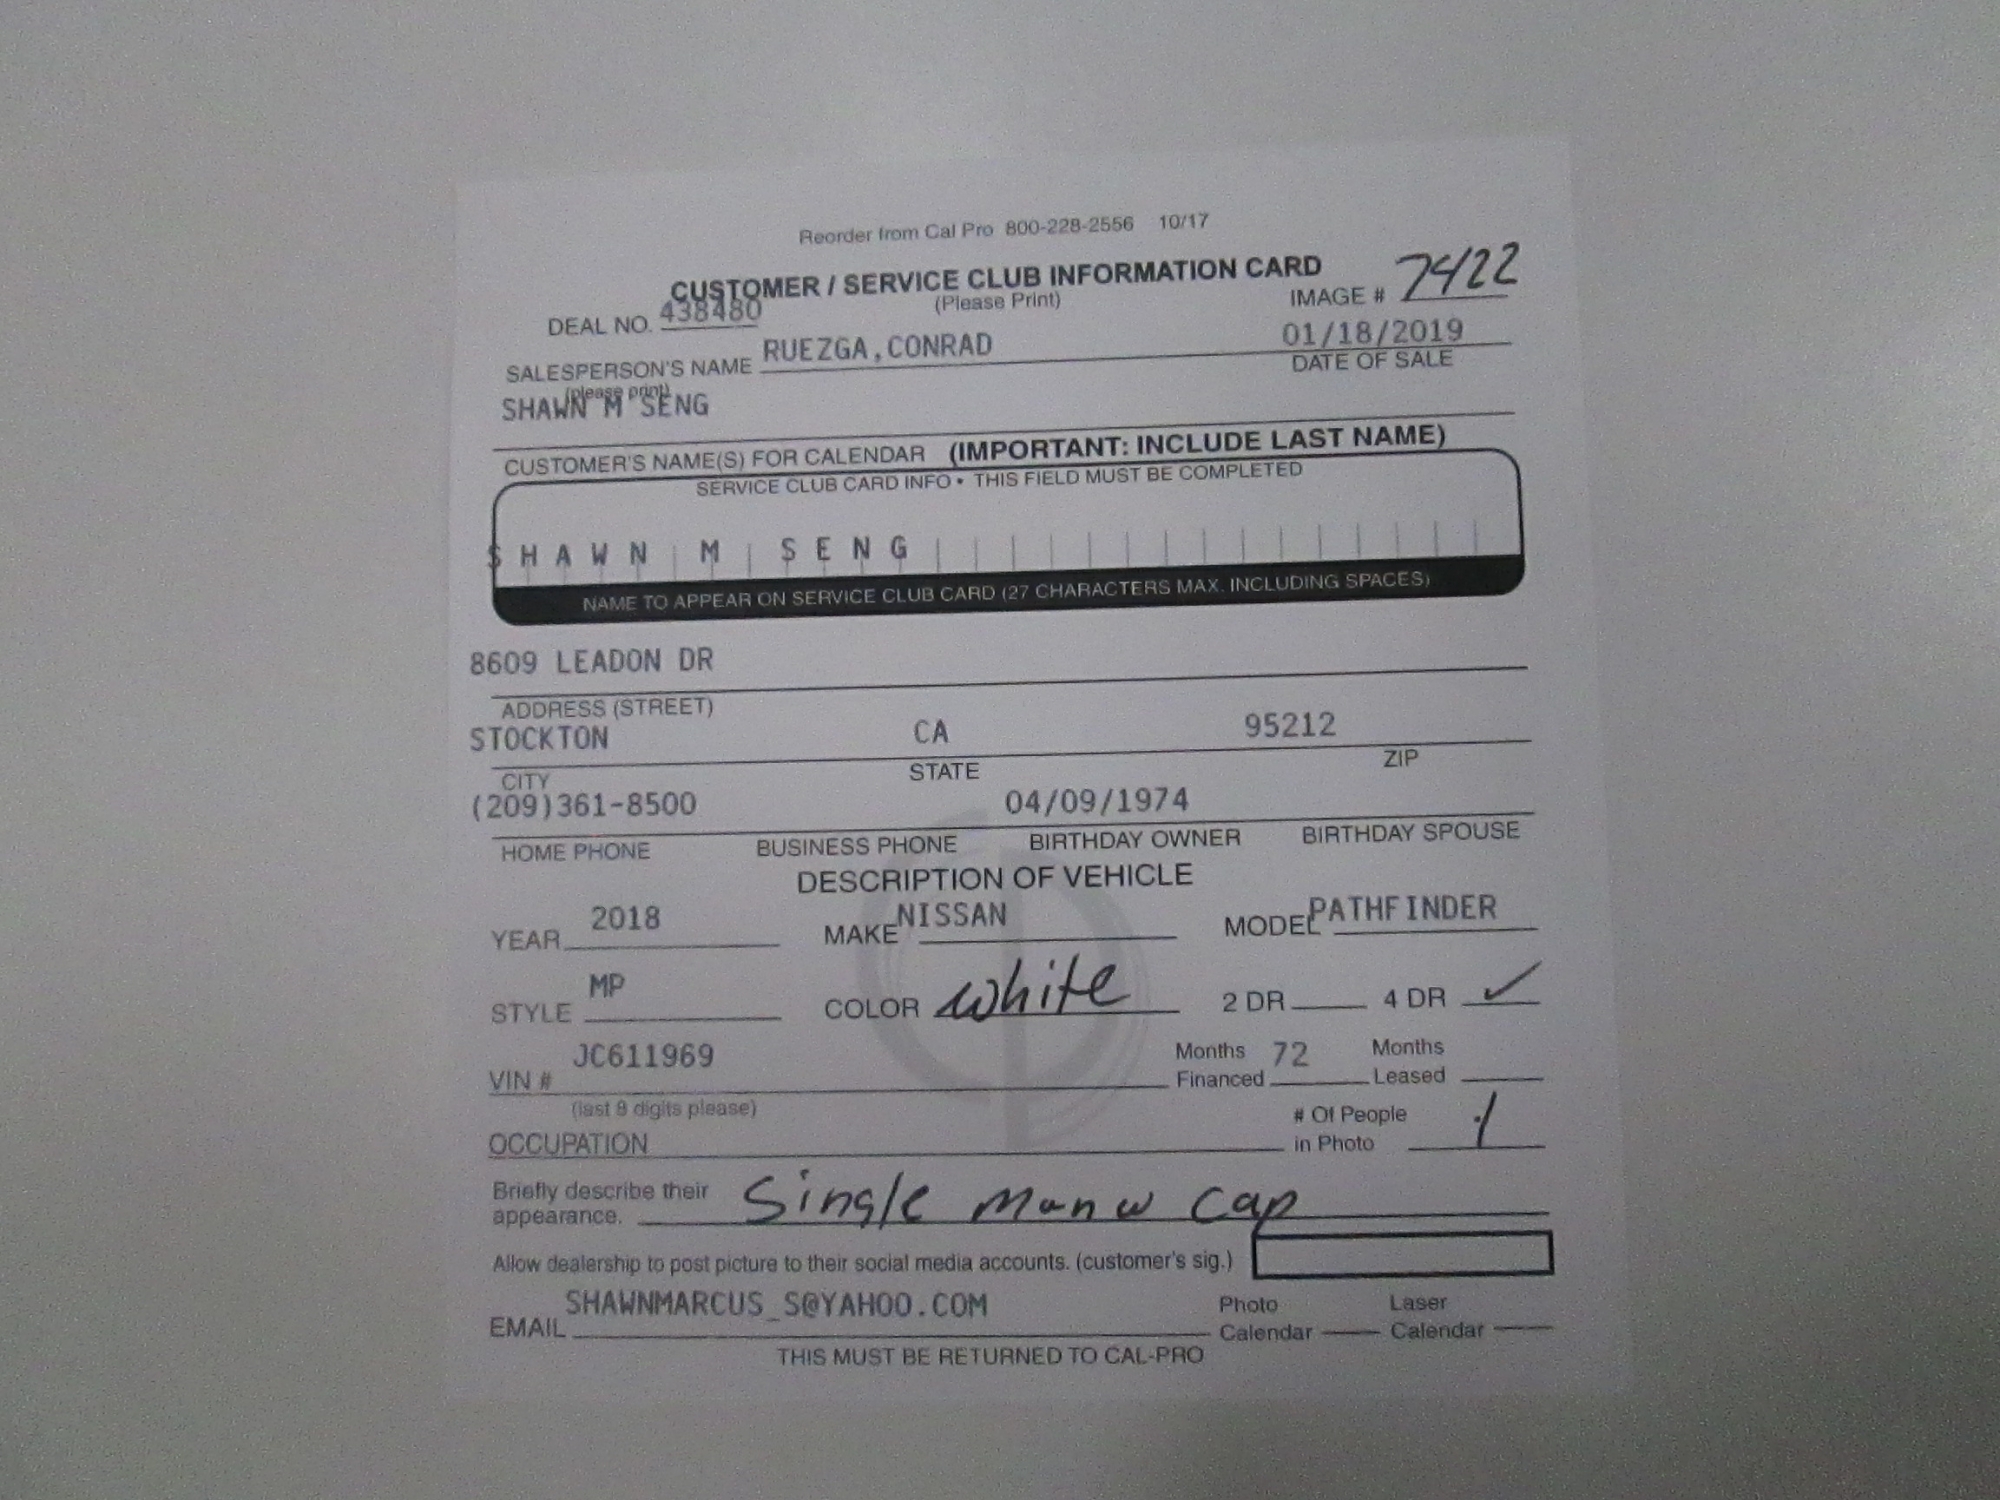 Reorder from Cal Pro 800-228-2556 10/17
CUSTOMER / SERVICE CLUB INFORMATION CARD
(Please Print)
DEAL NO. 438480 IMAGE # 7422
SALESPERSON'S NAME RUEZGA,CONRAD 01/18/2019
(please print) DATE OF SALE
SHAWN M SENG
CUSTOMER'S NAME(S) FOR CALENDAR (IMPORTANT: INCLUDE LAST NAME)
SERVICE CLUB CARD INFO • THIS FIELD MUST BE COMPLETED
SHAWN M SENG
NAME TO APPEAR ON SERVICE CLUB CARD (27 CHARACTERS MAX. INCLUDING SPACES)
8609 LEADON DR
ADDRESS (STREET)
STOCKTON CA 95212
CITY STATE ZIP
(209)361-8500 04/09/1974
HOME PHONE BUSINESS PHONE BIRTHDAY OWNER BIRTHDAY SPOUSE
DESCRIPTION OF VEHICLE
YEAR 2018 MAKE NISSAN MODEL PATHFINDER
STYLE MP COLOR white 2 DR 4 DR ✓
VIN # JC611969 Months Financed 72 Months Leased
(last 8 digits please)
OCCUPATION # Of People in Photo 1
Briefly describe their appearance. Single man w cap
Allow dealership to post picture to their social media accounts. (customer's sig.)
EMAIL SHAWNMARCUS_S@YAHOO.COM Photo Calendar Laser Calendar
THIS MUST BE RETURNED TO CAL-PRO